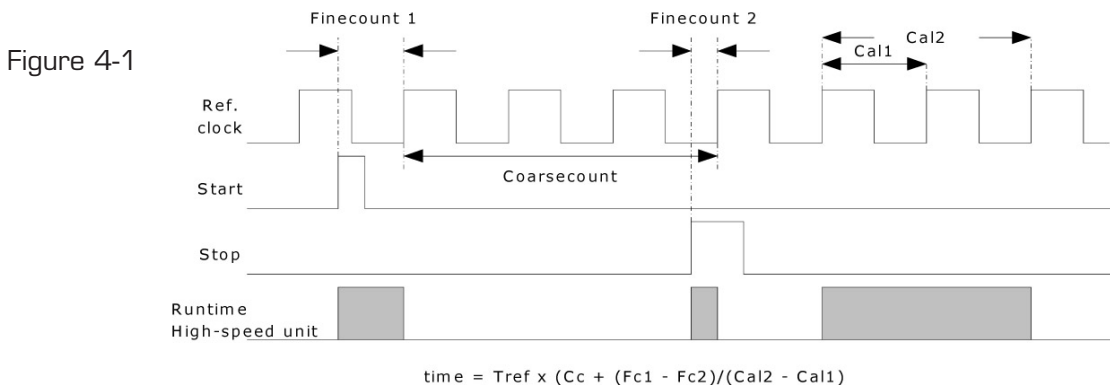 Finecount 1
Finecount 2
Cal2
Cal1
Figure 4-1
Ref.
clock
Coarsecount
Start
Stop
Runtime
High-speed unit
time = Tref x (Cc + (Fc1 - Fc2)/(Cal2 - Cal1)